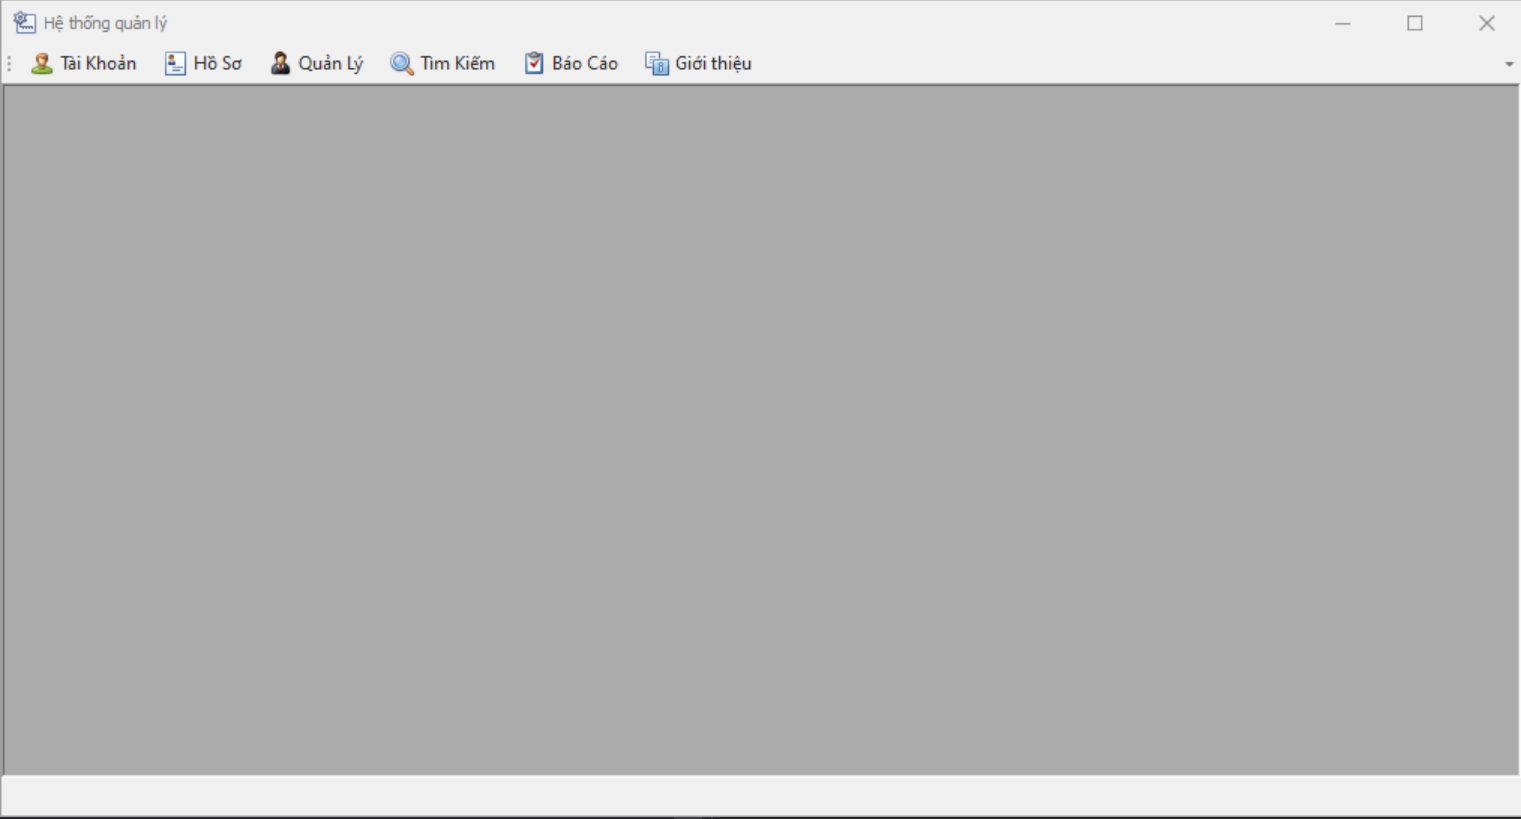 Hệ thống quản lý
Tài Khoản Hồ Sơ Quản Lý Tìm Kiếm Báo Cáo Giới thiệu